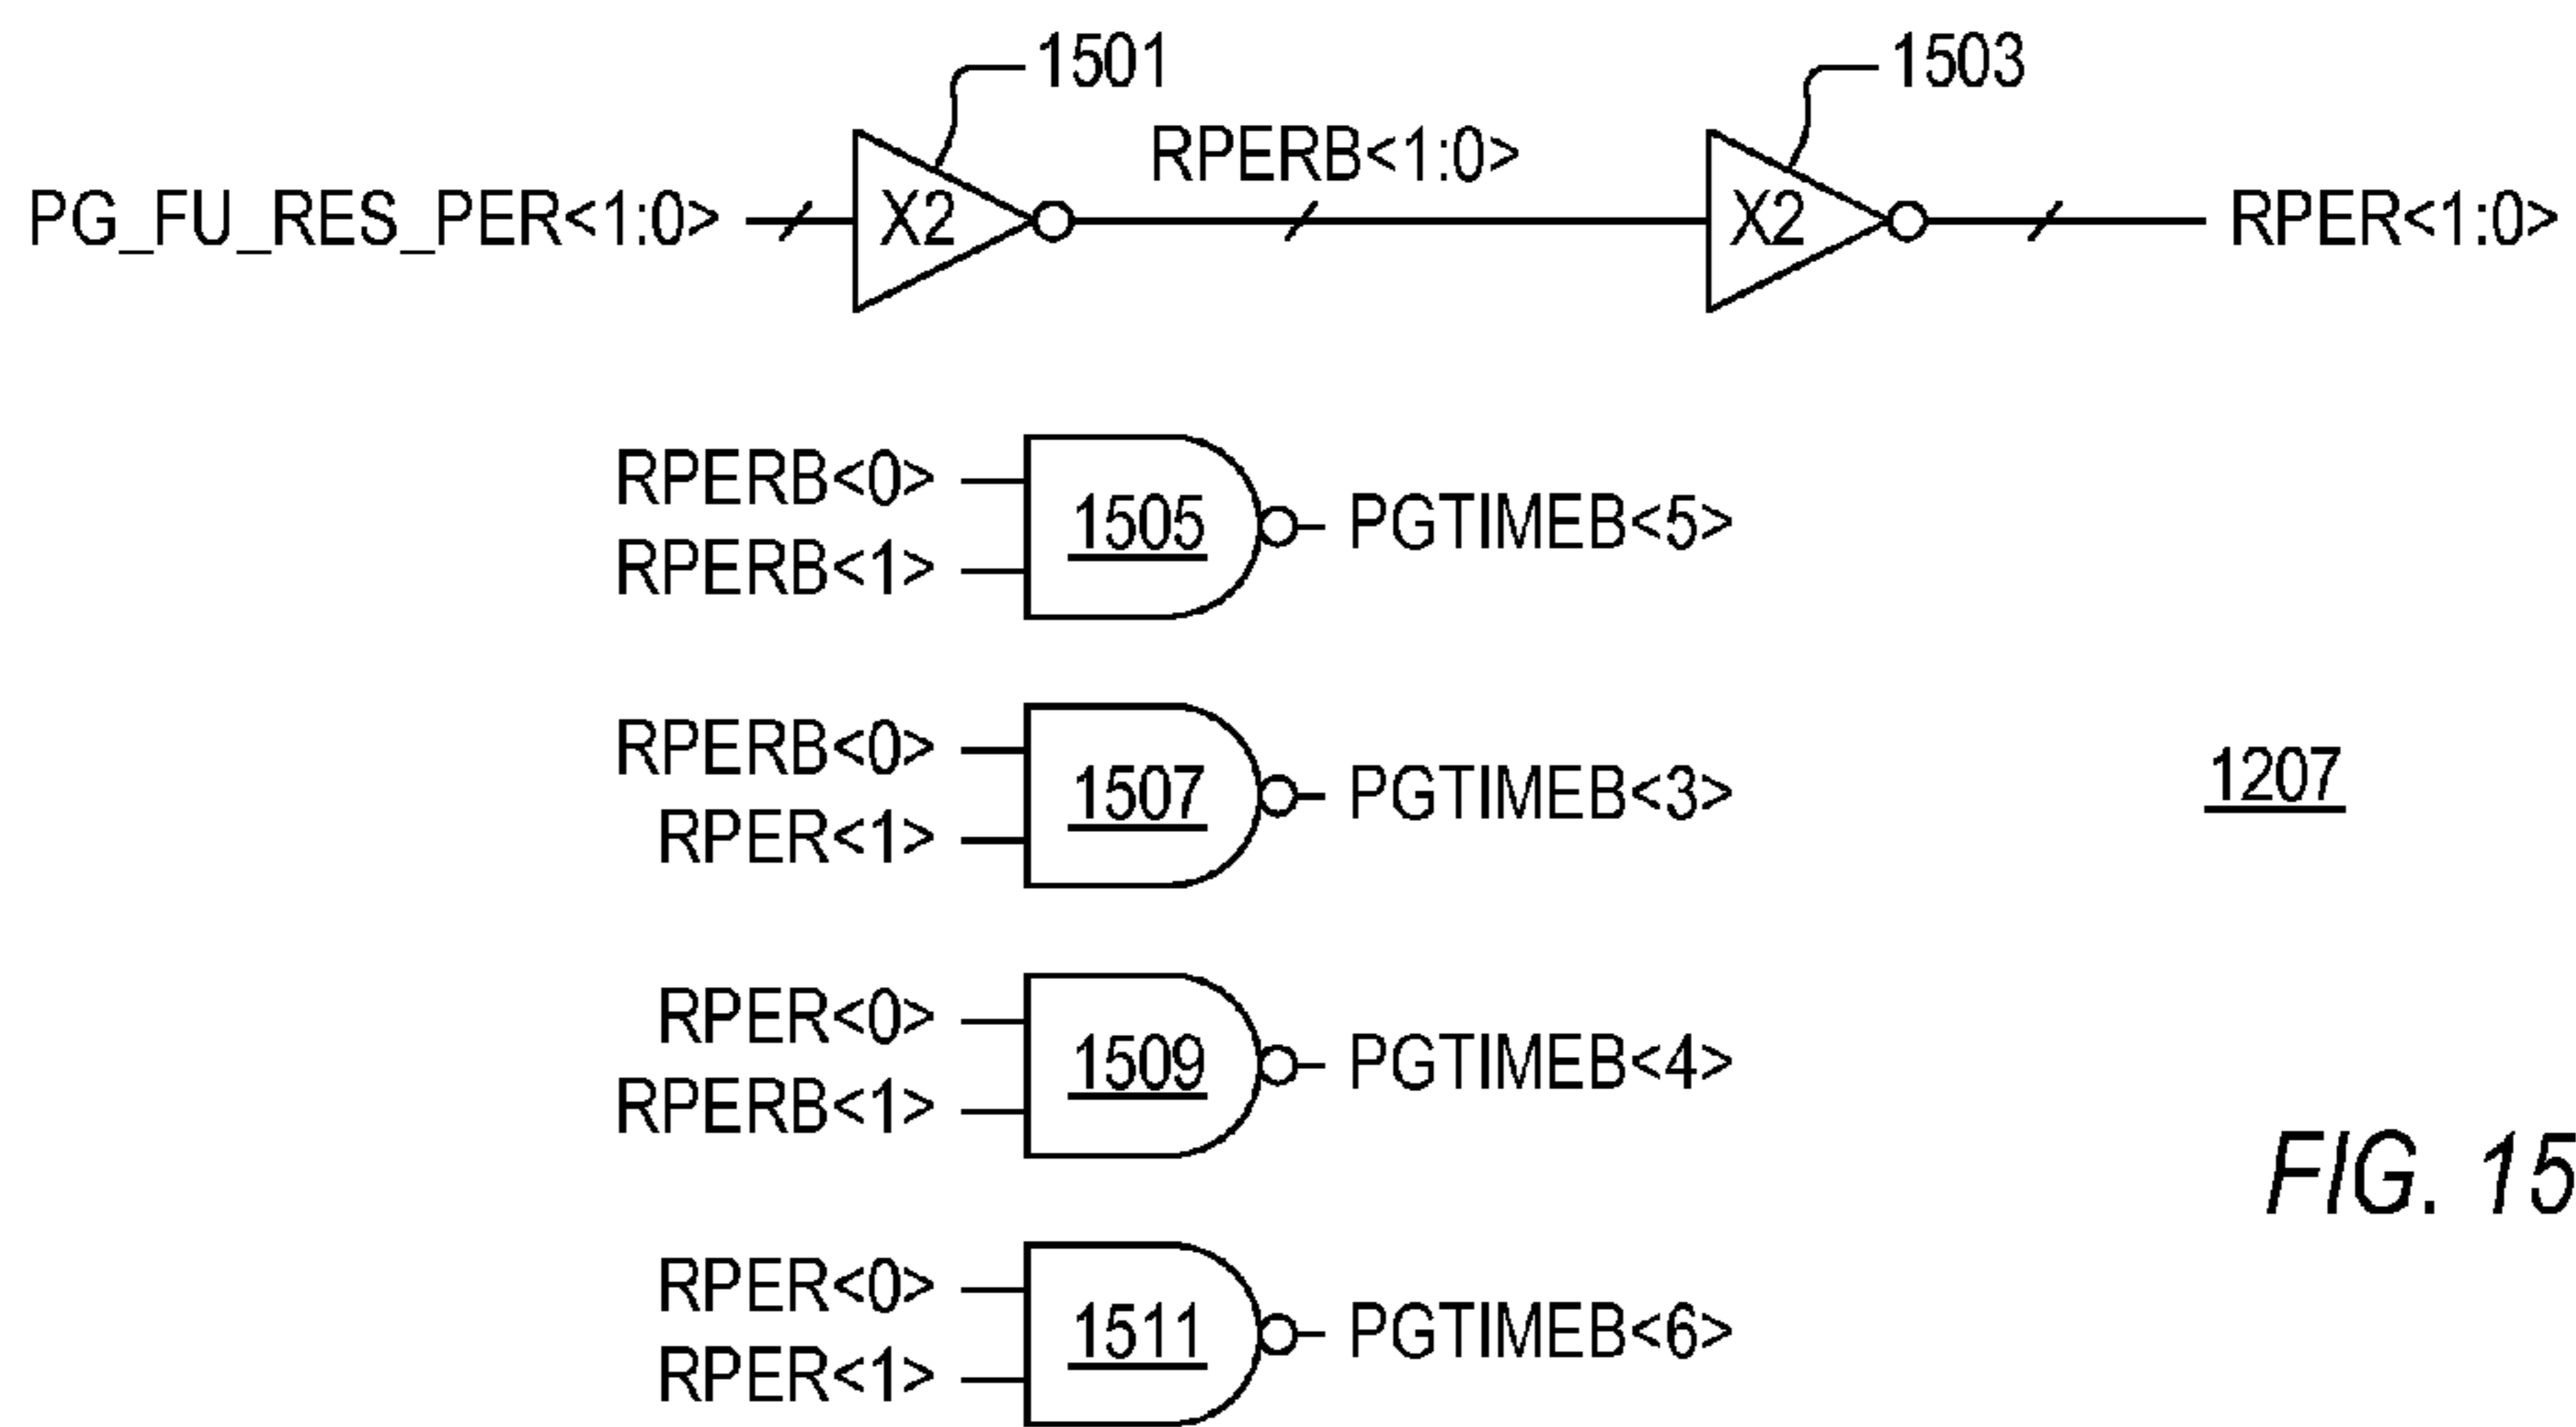 1501
1503
PG_FU_RES_PER<1:0>
X2
RPERB<1:0>
X2
RPER<1:0>
RPERB<0>
RPERB<1>
1505
PGTIMEB<5>
RPERB<0>
RPER<1>
1507
PGTIMEB<3>
1207
RPER<0>
RPERB<1>
1509
PGTIMEB<4>
FIG. 15
RPER<0>
RPER<1>
1511
PGTIMEB<6>